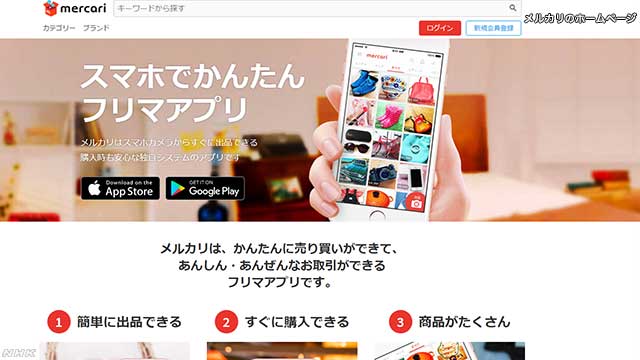 mercari
キーワードから探す
メルカリのホームページ
カテゴリー ブランド
ログイン
新規会員登録
スマホでかんたん
フリマアプリ
メルカリはスマホカメラからすぐに出品できる
購入時も安心な独自システムのアプリです
Download on the
App Store
GET IT ON
Google Play
mercari
メルカリは、かんたんに売り買いができて、
あんしん・あんぜんなお取引ができる
フリマアプリです。
1 簡単に出品できる
2 すぐに購入できる
3 商品がたくさん
NHK